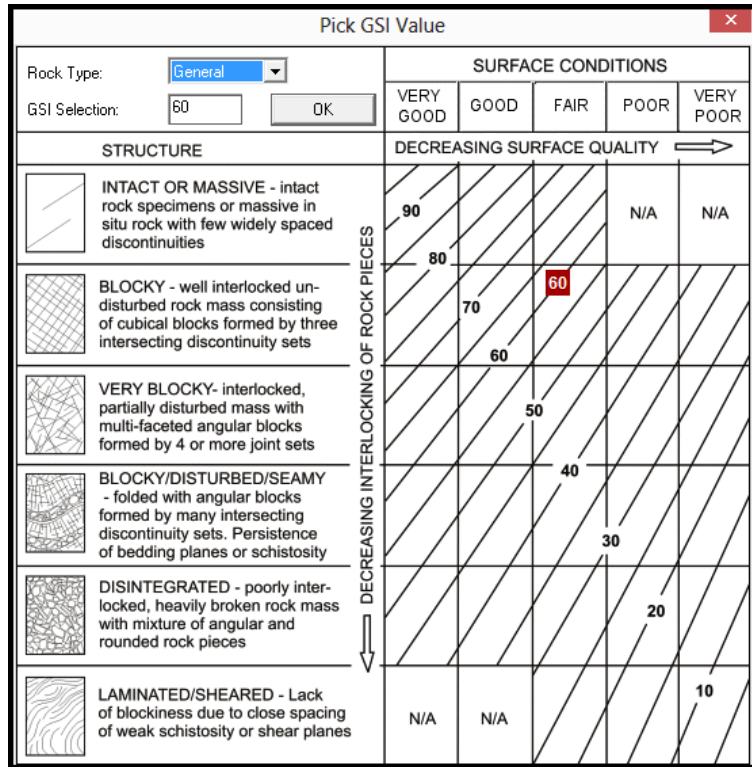 Pick GSI Value
×
Rock Type:
General
GSI Selection:
60
OK
SURFACE CONDITIONS
VERY GOOD
GOOD
FAIR
POOR
VERY POOR
STRUCTURE
DECREASING SURFACE QUALITY
DECREASING INTERLOCKING OF ROCK PIECES
INTACT OR MASSIVE - intact
rock specimens or massive in
situ rock with few widely spaced
discontinuities
90
N/A
N/A
80
BLOCKY - well interlocked un-
disturbed rock mass consisting
of cubical blocks formed by three
intersecting discontinuity sets
60
70
60
VERY BLOCKY- interlocked,
partially disturbed mass with
multi-faceted angular blocks
formed by 4 or more joint sets
50
BLOCKY/DISTURBED/SEAMY
- folded with angular blocks
formed by many intersecting
discontinuity sets. Persistence
of bedding planes or schistosity
40
30
DISINTEGRATED - poorly inter-
locked, heavily broken rock mass
with mixture of angular and
rounded rock pieces
20
LAMINATED/SHEARED - Lack
of blockiness due to close spacing
of weak schistosity or shear planes
N/A
N/A
10